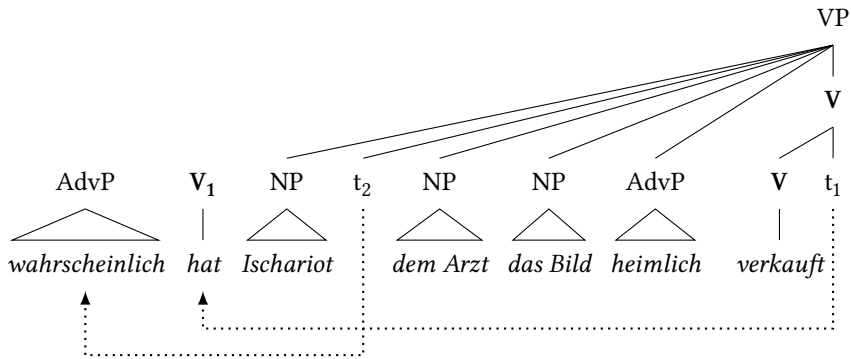 VP
V
AdvP V₁ NP t₂ NP NP AdvP V t₁
wahrscheinlich hat Ischariot dem Arzt das Bild heimlich verkauft